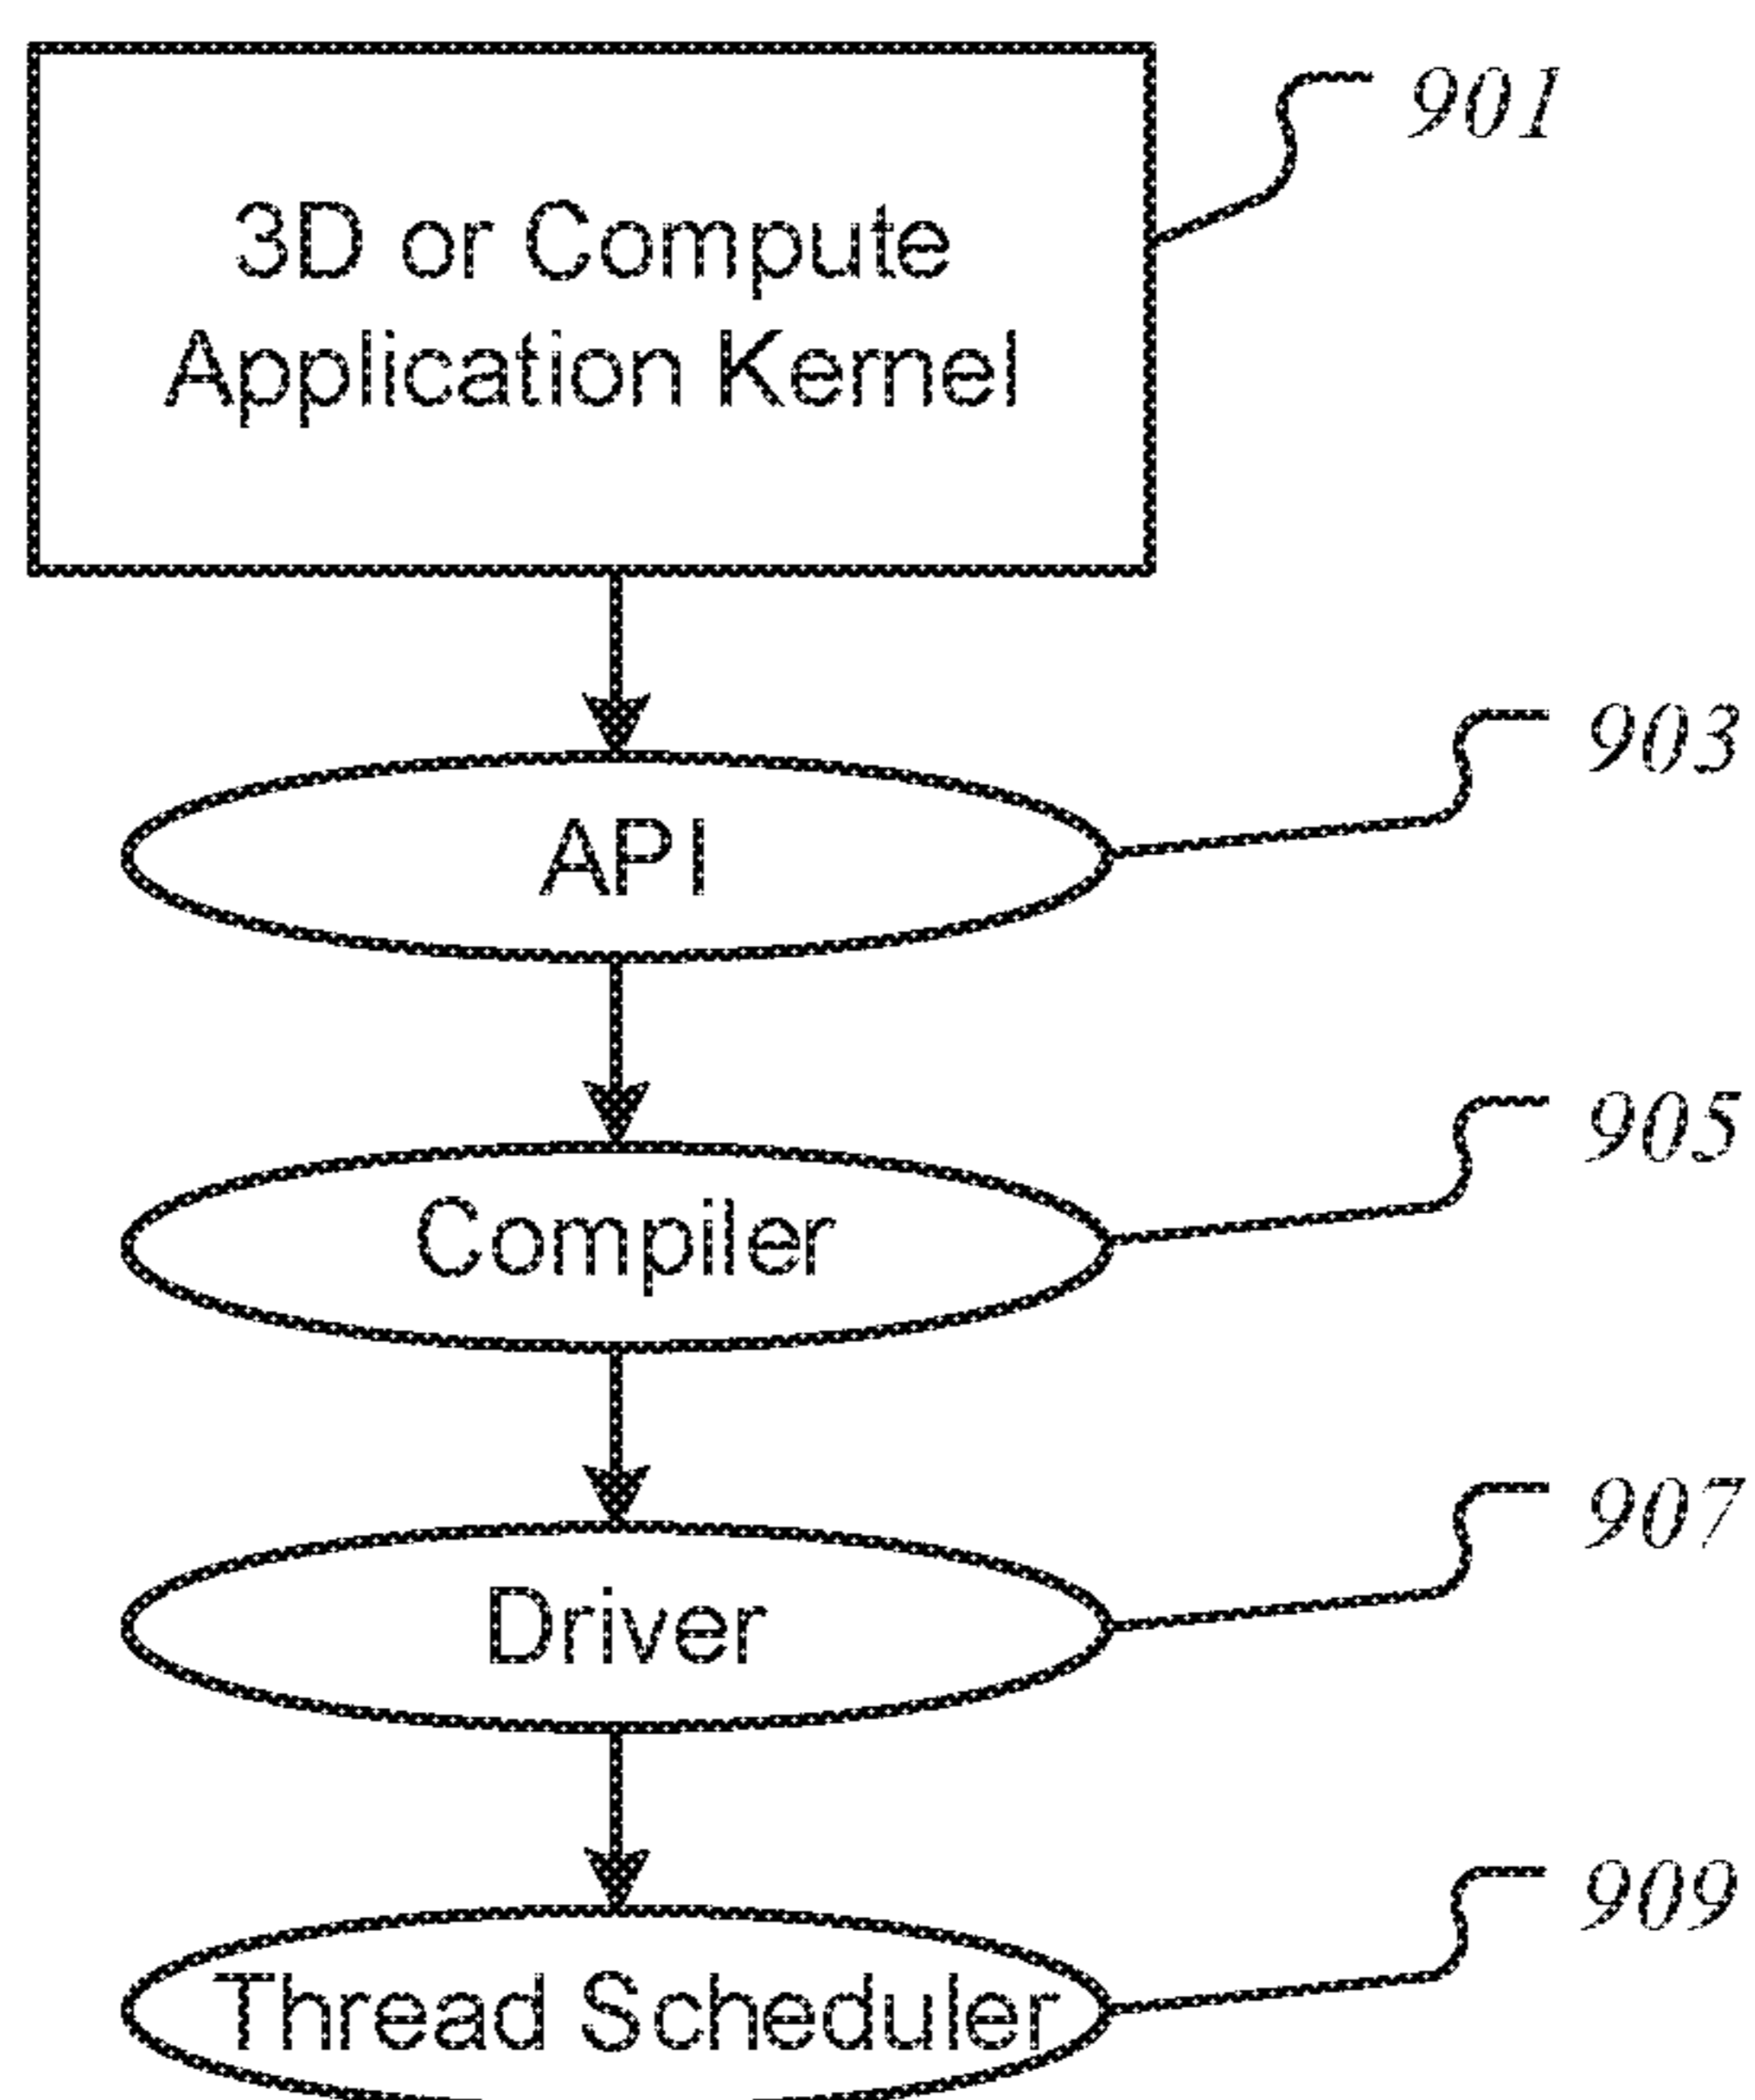 901
3D or Compute
Application Kernel
903
API
905
Compiler
907
Driver
909
Thread Scheduler